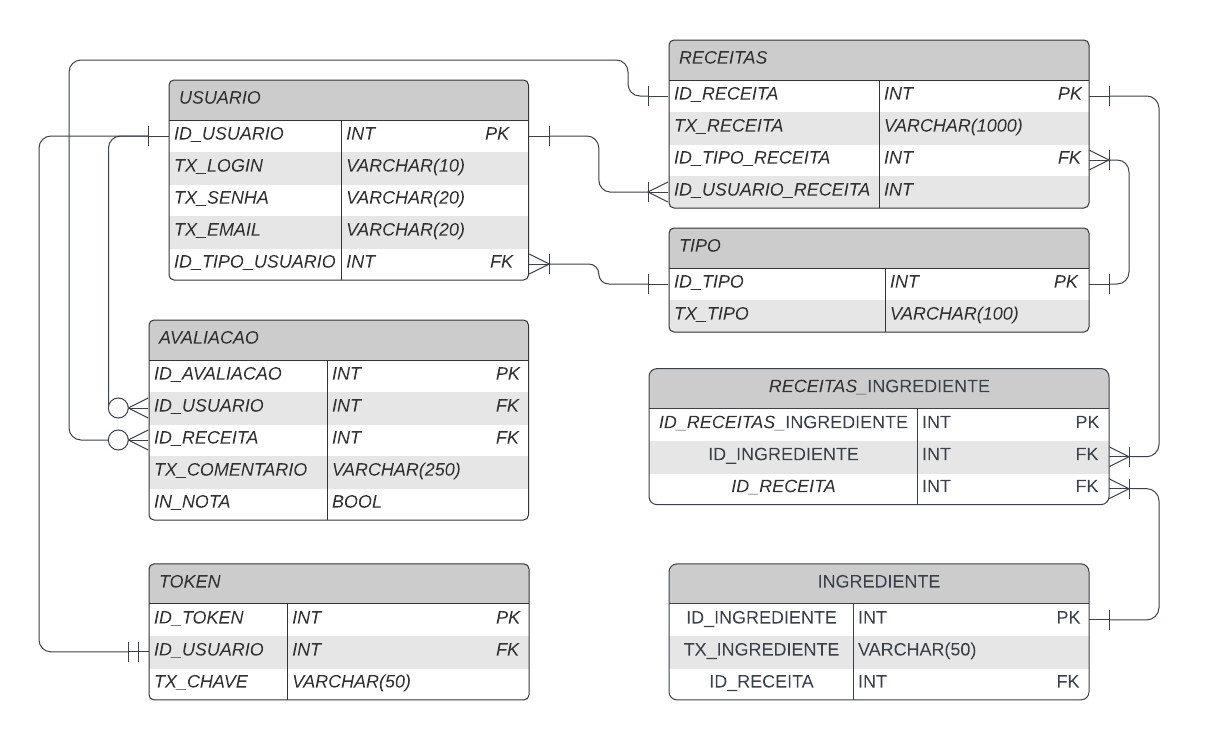 RECEITAS
ID_RECEITA INT PK
TX_RECEITA VARCHAR(1000)
ID_TIPO_RECEITA INT FK
ID_USUARIO_RECEITA INT
USUARIO
ID_USUARIO INT PK
TX_LOGIN VARCHAR(10)
TX_SENHA VARCHAR(20)
TX_EMAIL VARCHAR(20)
ID_TIPO_USUARIO INT FK
TIPO
ID_TIPO INT PK
TX_TIPO VARCHAR(100)
AVALIACAO
ID_AVALIACAO INT PK
ID_USUARIO INT FK
ID_RECEITA INT FK
TX_COMENTARIO VARCHAR(250)
IN_NOTA BOOL
RECEITAS_INGREDIENTE
ID_RECEITAS_INGREDIENTE INT PK
ID_INGREDIENTE INT FK
ID_RECEITA INT FK
TOKEN
ID_TOKEN INT PK
ID_USUARIO INT FK
TX_CHAVE VARCHAR(50)
INGREDIENTE
ID_INGREDIENTE INT PK
TX_INGREDIENTE VARCHAR(50)
ID_RECEITA INT FK